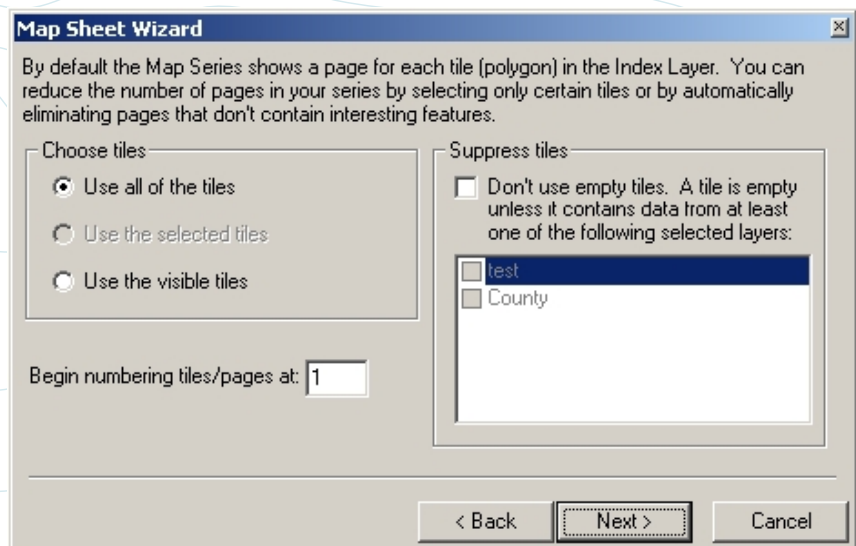 Map Sheet Wizard
By default the Map Series shows a page for each tile (polygon) in the Index Layer. You can
reduce the number of pages in your series by selecting only certain tiles or by automatically
eliminating pages that don't contain interesting features.
Choose tiles
Use all of the tiles
Use the selected tiles
Use the visible tiles
Begin numbering tiles/pages at: 1
Suppress tiles
Don't use empty tiles. A tile is empty
unless it contains data from at least
one of the following selected layers:
test
County
< Back
Next >
Cancel